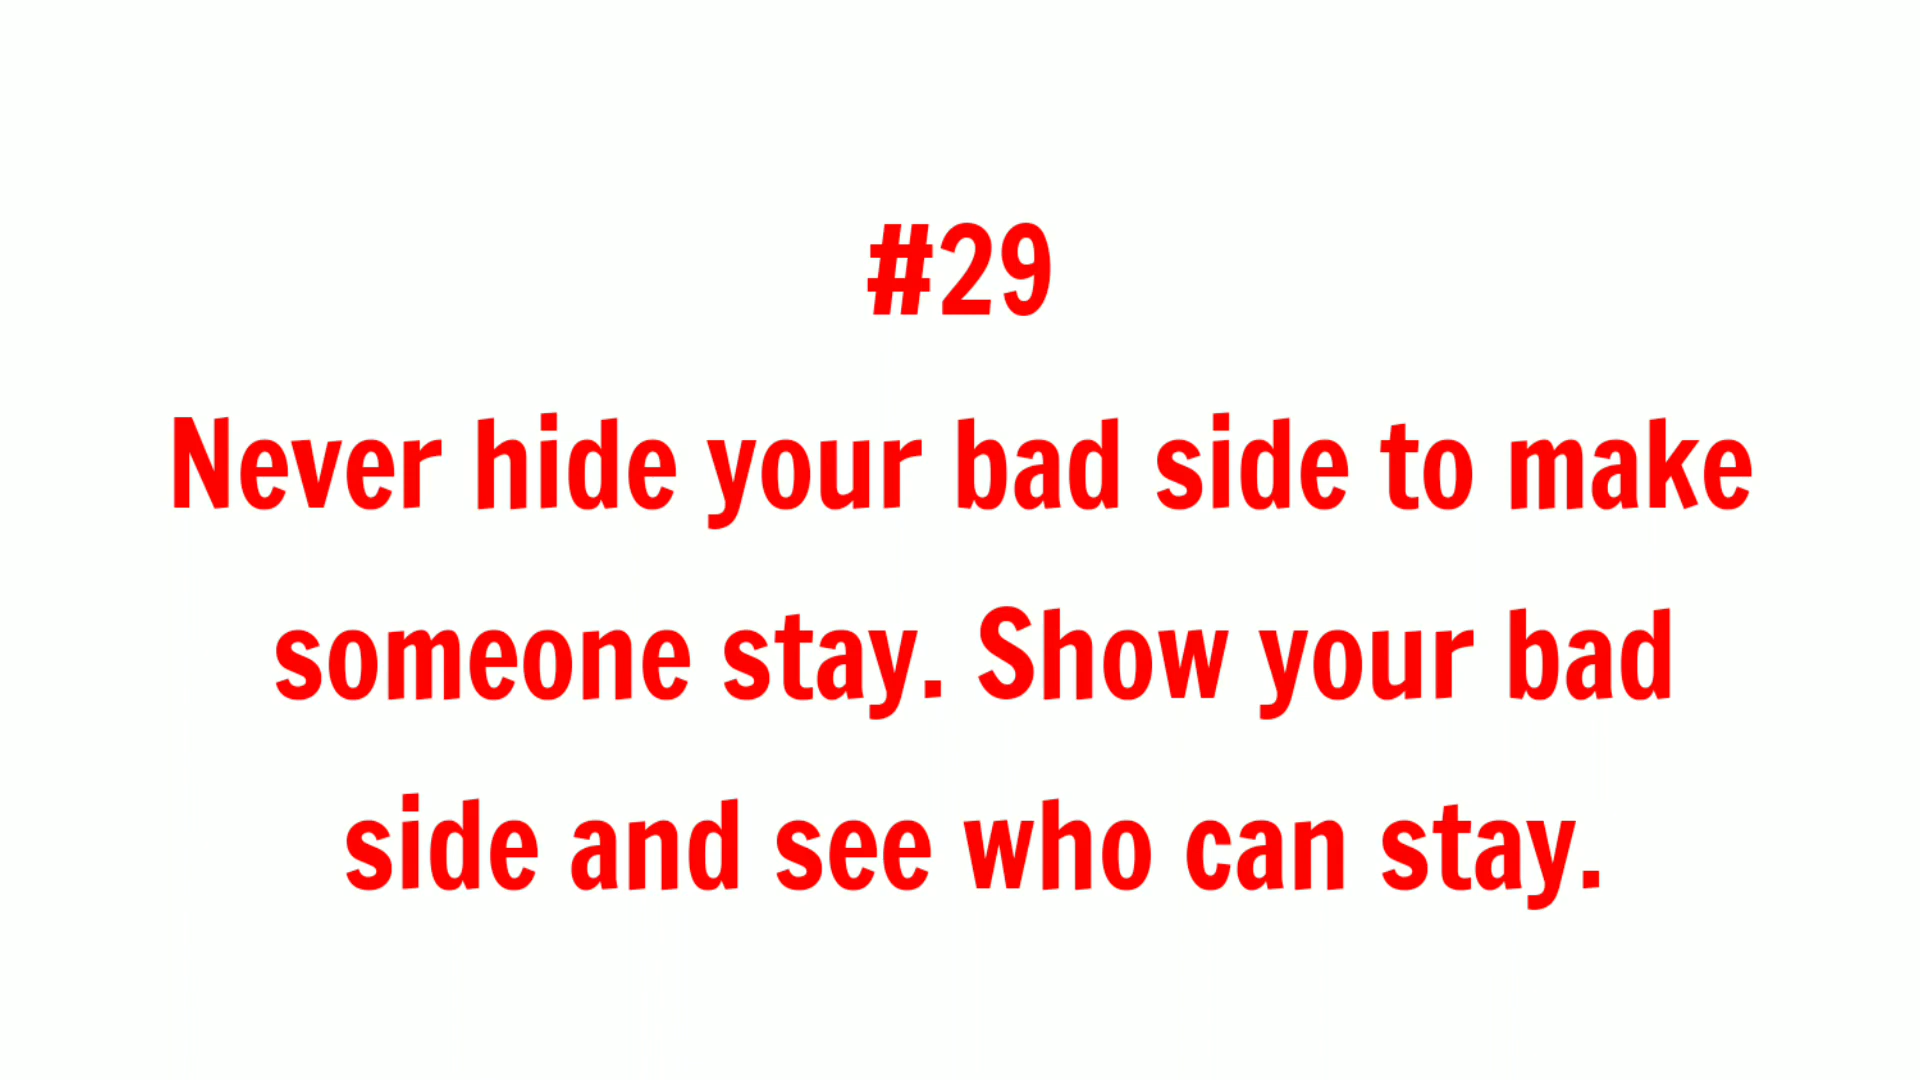 #29
Never hide your bad side to make
someone stay. Show your bad
side and see who can stay.